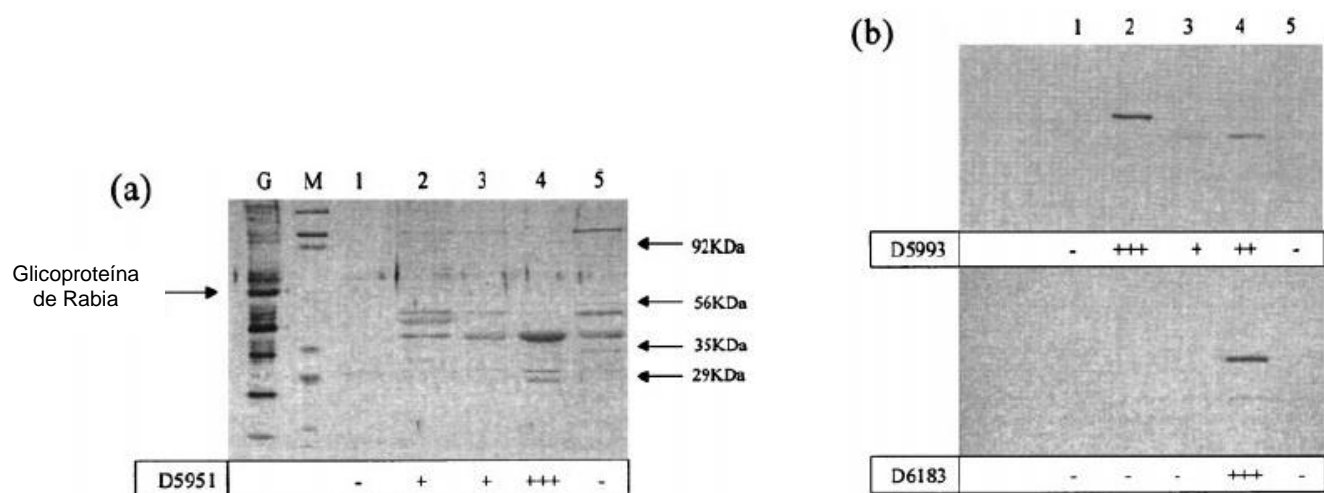 (a)
G M 1 2 3 4 5
Glicoproteína
de Rabia
92KDa
56KDa
35KDa
29KDa
D5951 - + + +++ -
(b)
1 2 3 4 5
D5993 - +++ + ++ -
D6183 - - - +++ -